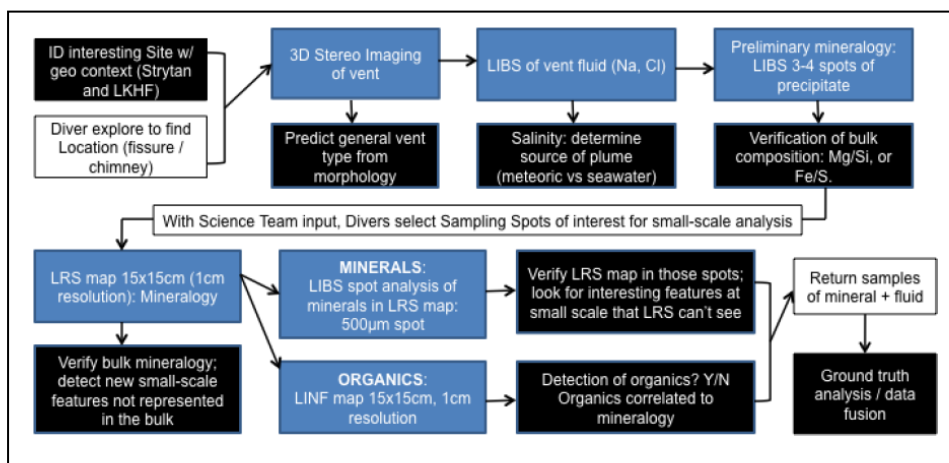 ID interesting Site w/
geo context (Strytan
and LKHF)
Diver explore to find
Location (fissure /
chimney)
3D Stereo Imaging
of vent
Predict general vent
type from
morphology
LIBS of vent fluid (Na, Cl)
Salinity: determine
source of plume
(meteoric vs seawater)
Preliminary mineralogy:
LIBS 3-4 spots of
precipitate
Verification of bulk
composition: Mg/Si, or
Fe/S.
With Science Team input, Divers select Sampling Spots of interest for small-scale analysis
LRS map 15x15cm (1cm
resolution): Mineralogy
Verify bulk mineralogy;
detect new small-scale
features not represented
in the bulk
MINERALS:
LIBS spot analysis of
minerals in LRS map:
500µm spot
Verify LRS map in those spots;
look for interesting features at
small scale that LRS can't see
ORGANICS:
LINF map 15x15cm, 1cm
resolution
Detection of organics? Y/N
Organics correlated to
mineralogy
Return samples
of mineral + fluid
Ground truth
analysis / data
fusion